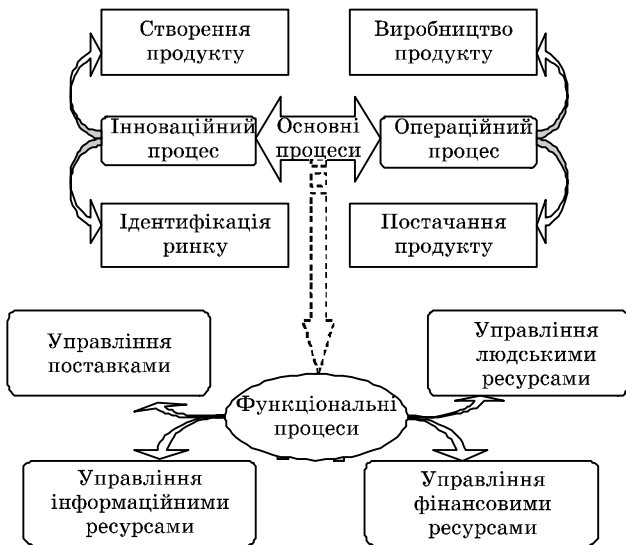 Створення
продукту
Виробництво
продукту
Інноваційний
процес
Основні
процеси
Операційний
процес
Ідентифікація
ринку
Постачання
продукту
Управління
поставками
Управління
людськими
ресурсами
Функціональні
процеси
Управління
інформаційними
ресурсами
Управління
фінансовими
ресурсами